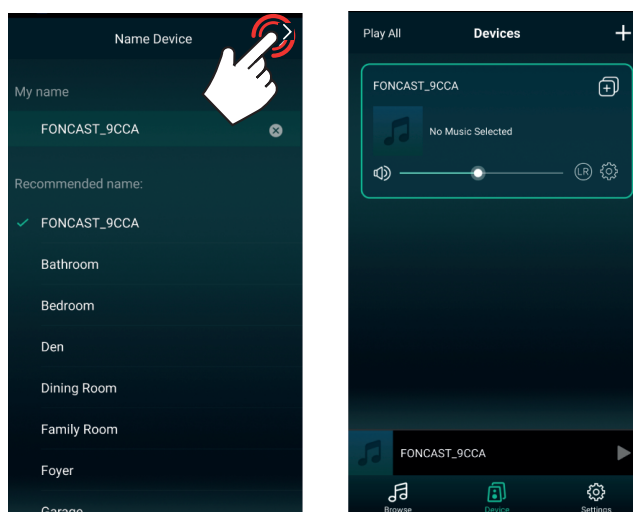 Name Device
My name
FONCAST_9CCA
Recommended name:
FONCAST_9CCA
Bathroom
Bedroom
Den
Dining Room
Family Room
Foyer
Garage
Play All
Devices
FONCAST_9CCA
No Music Selected
LR
FONCAST_9CCA
Browse
Device
Settings